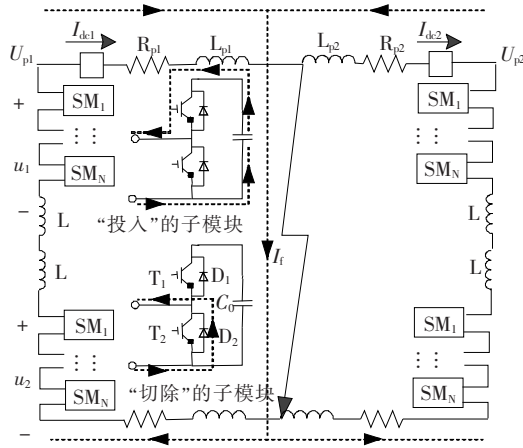 I_dc1
I_dc2
U_p1
R_p1
L_p1
L_p2
R_p2
U_p2
+
SM_1
SM_1
u_1
SM_N
SM_N
−
“投入”的子模块
L
L
I_f
L
T_1
D_1
C_0
+
SM_1
SM_1
T_2
D_2
u_2
SM_N
SM_N
“切除”的子模块
−